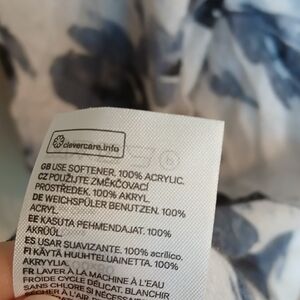 clevercare.info
GB USE SOFTENER. 100% ACRYLIC.
CZ POUŽIJTE ZMĚKČOVACÍ
PROSTŘEDEK. 100% AKRYL.
DE WEICHSPÜLER BENUTZEN. 100%
ACRYL.
EE KASUTA PEHMENDAJAT. 100%
AKRÜÜL.
ES USAR SUAVIZANTE. 100% acrílico.
FI KÄYTÄ HUUHTELUAINETTA. 100%
AKRYYLIA.
FR LAVER À LA MACHINE À L'EAU
FROIDE CYCLE DÉLICAT. BLANCHIR
SANS CHLORE SI NÉCESSAIRE.
SÉCHER À L'AIR